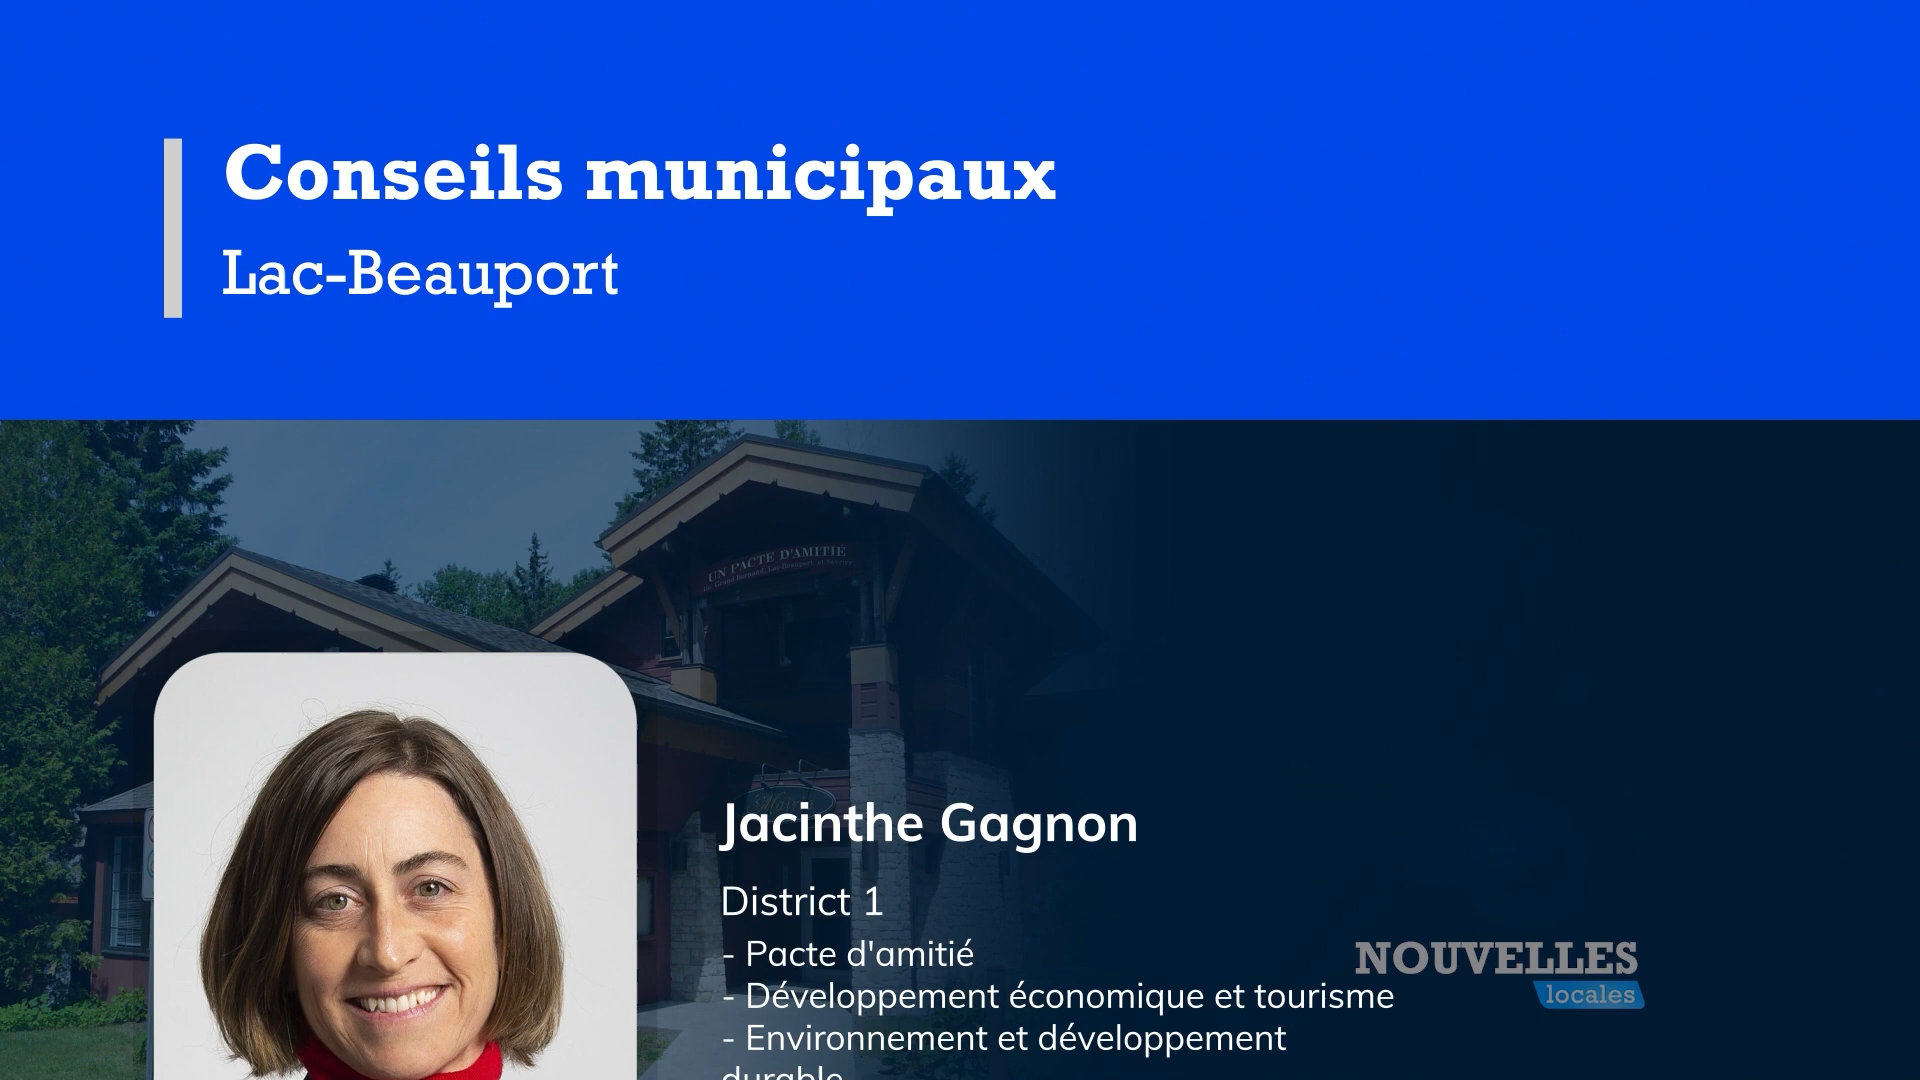 Conseils municipaux
Lac-Beauport
UN PACTE D'AMITIÉ
Jacinthe Gagnon
District 1
- Pacte d'amitié
- Développement économique et tourisme
- Environnement et développement
durable
NOUVELLES
locales